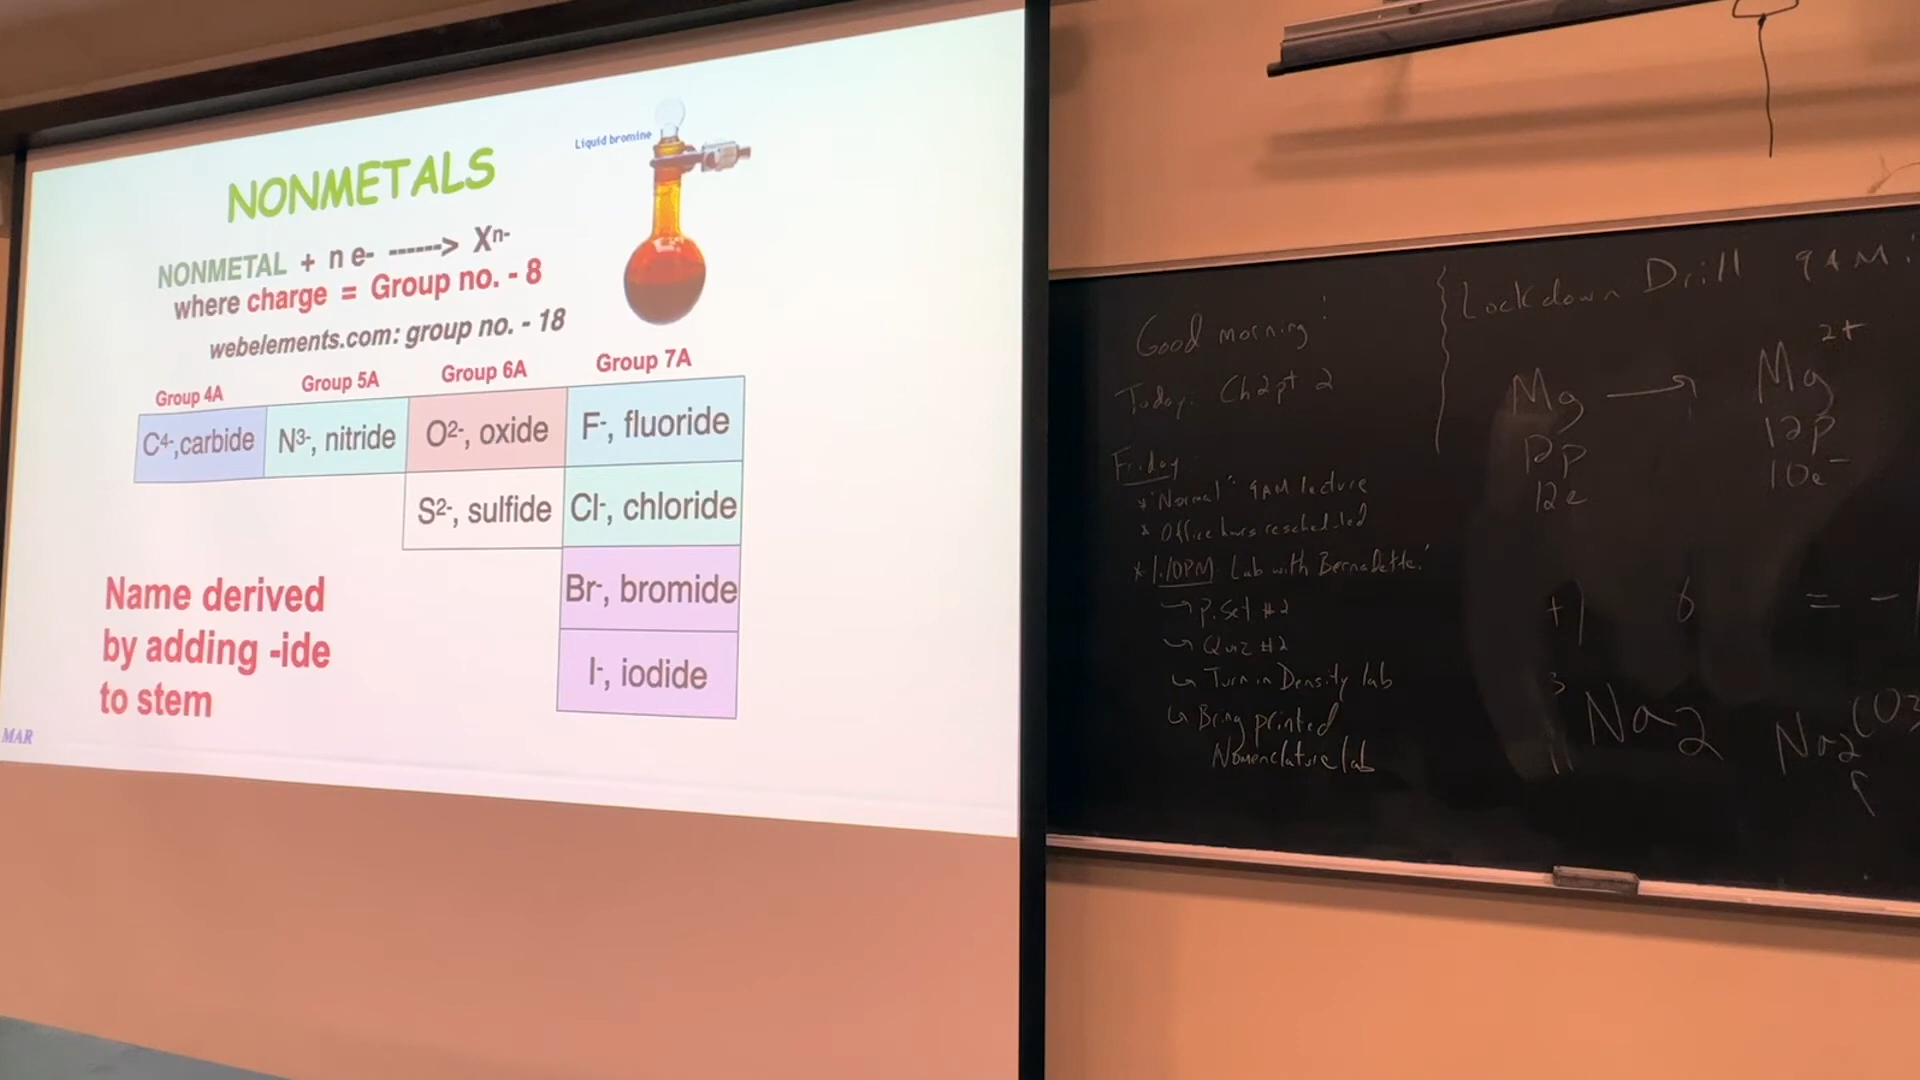 Liquid bromine
NONMETALS
NONMETAL + n e- ------> Xⁿ⁻
where charge = Group no. - 8
webelements.com: group no. - 18
Group 4A Group 5A Group 6A Group 7A
C⁴⁻,carbide N³⁻, nitride O²⁻, oxide F⁻, fluoride
S²⁻, sulfide Cl⁻, chloride
Br⁻, bromide
I⁻, iodide
Name derived
by adding -ide
to stem
MAR
Good morning!
Today: Ch2pt 2
Friday
* "Normal" 9AM lecture
* Office hours rescheduled
* 1:10PM Lab with Bernadette!
↳ P. Set #2
↳ Quiz #2
↳ Turn in Density lab
↳ Bring printed
Nomenclature lab
Lockdown Drill 9AM!
Mg → Mg²⁺
12p 12p
12e 10e⁻
+1 6 = -1
Na₂ Na₂